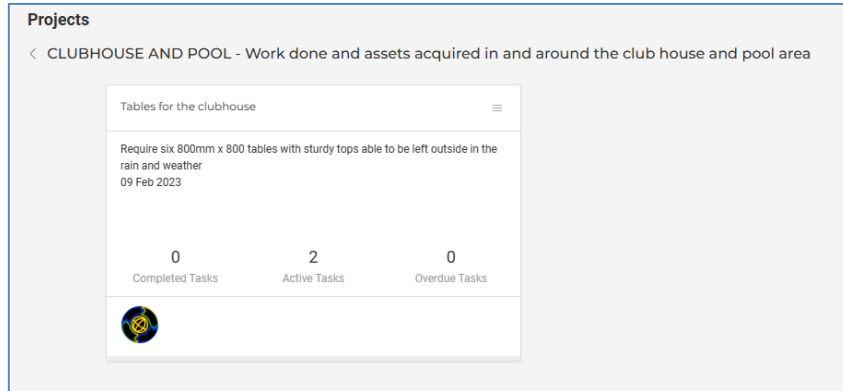 Projects
< CLUBHOUSE AND POOL - Work done and assets acquired in and around the club house and pool area
Tables for the clubhouse
Require six 800mm x 800 tables with sturdy tops able to be left outside in the
rain and weather
09 Feb 2023
0 2 0
Completed Tasks Active Tasks Overdue Tasks